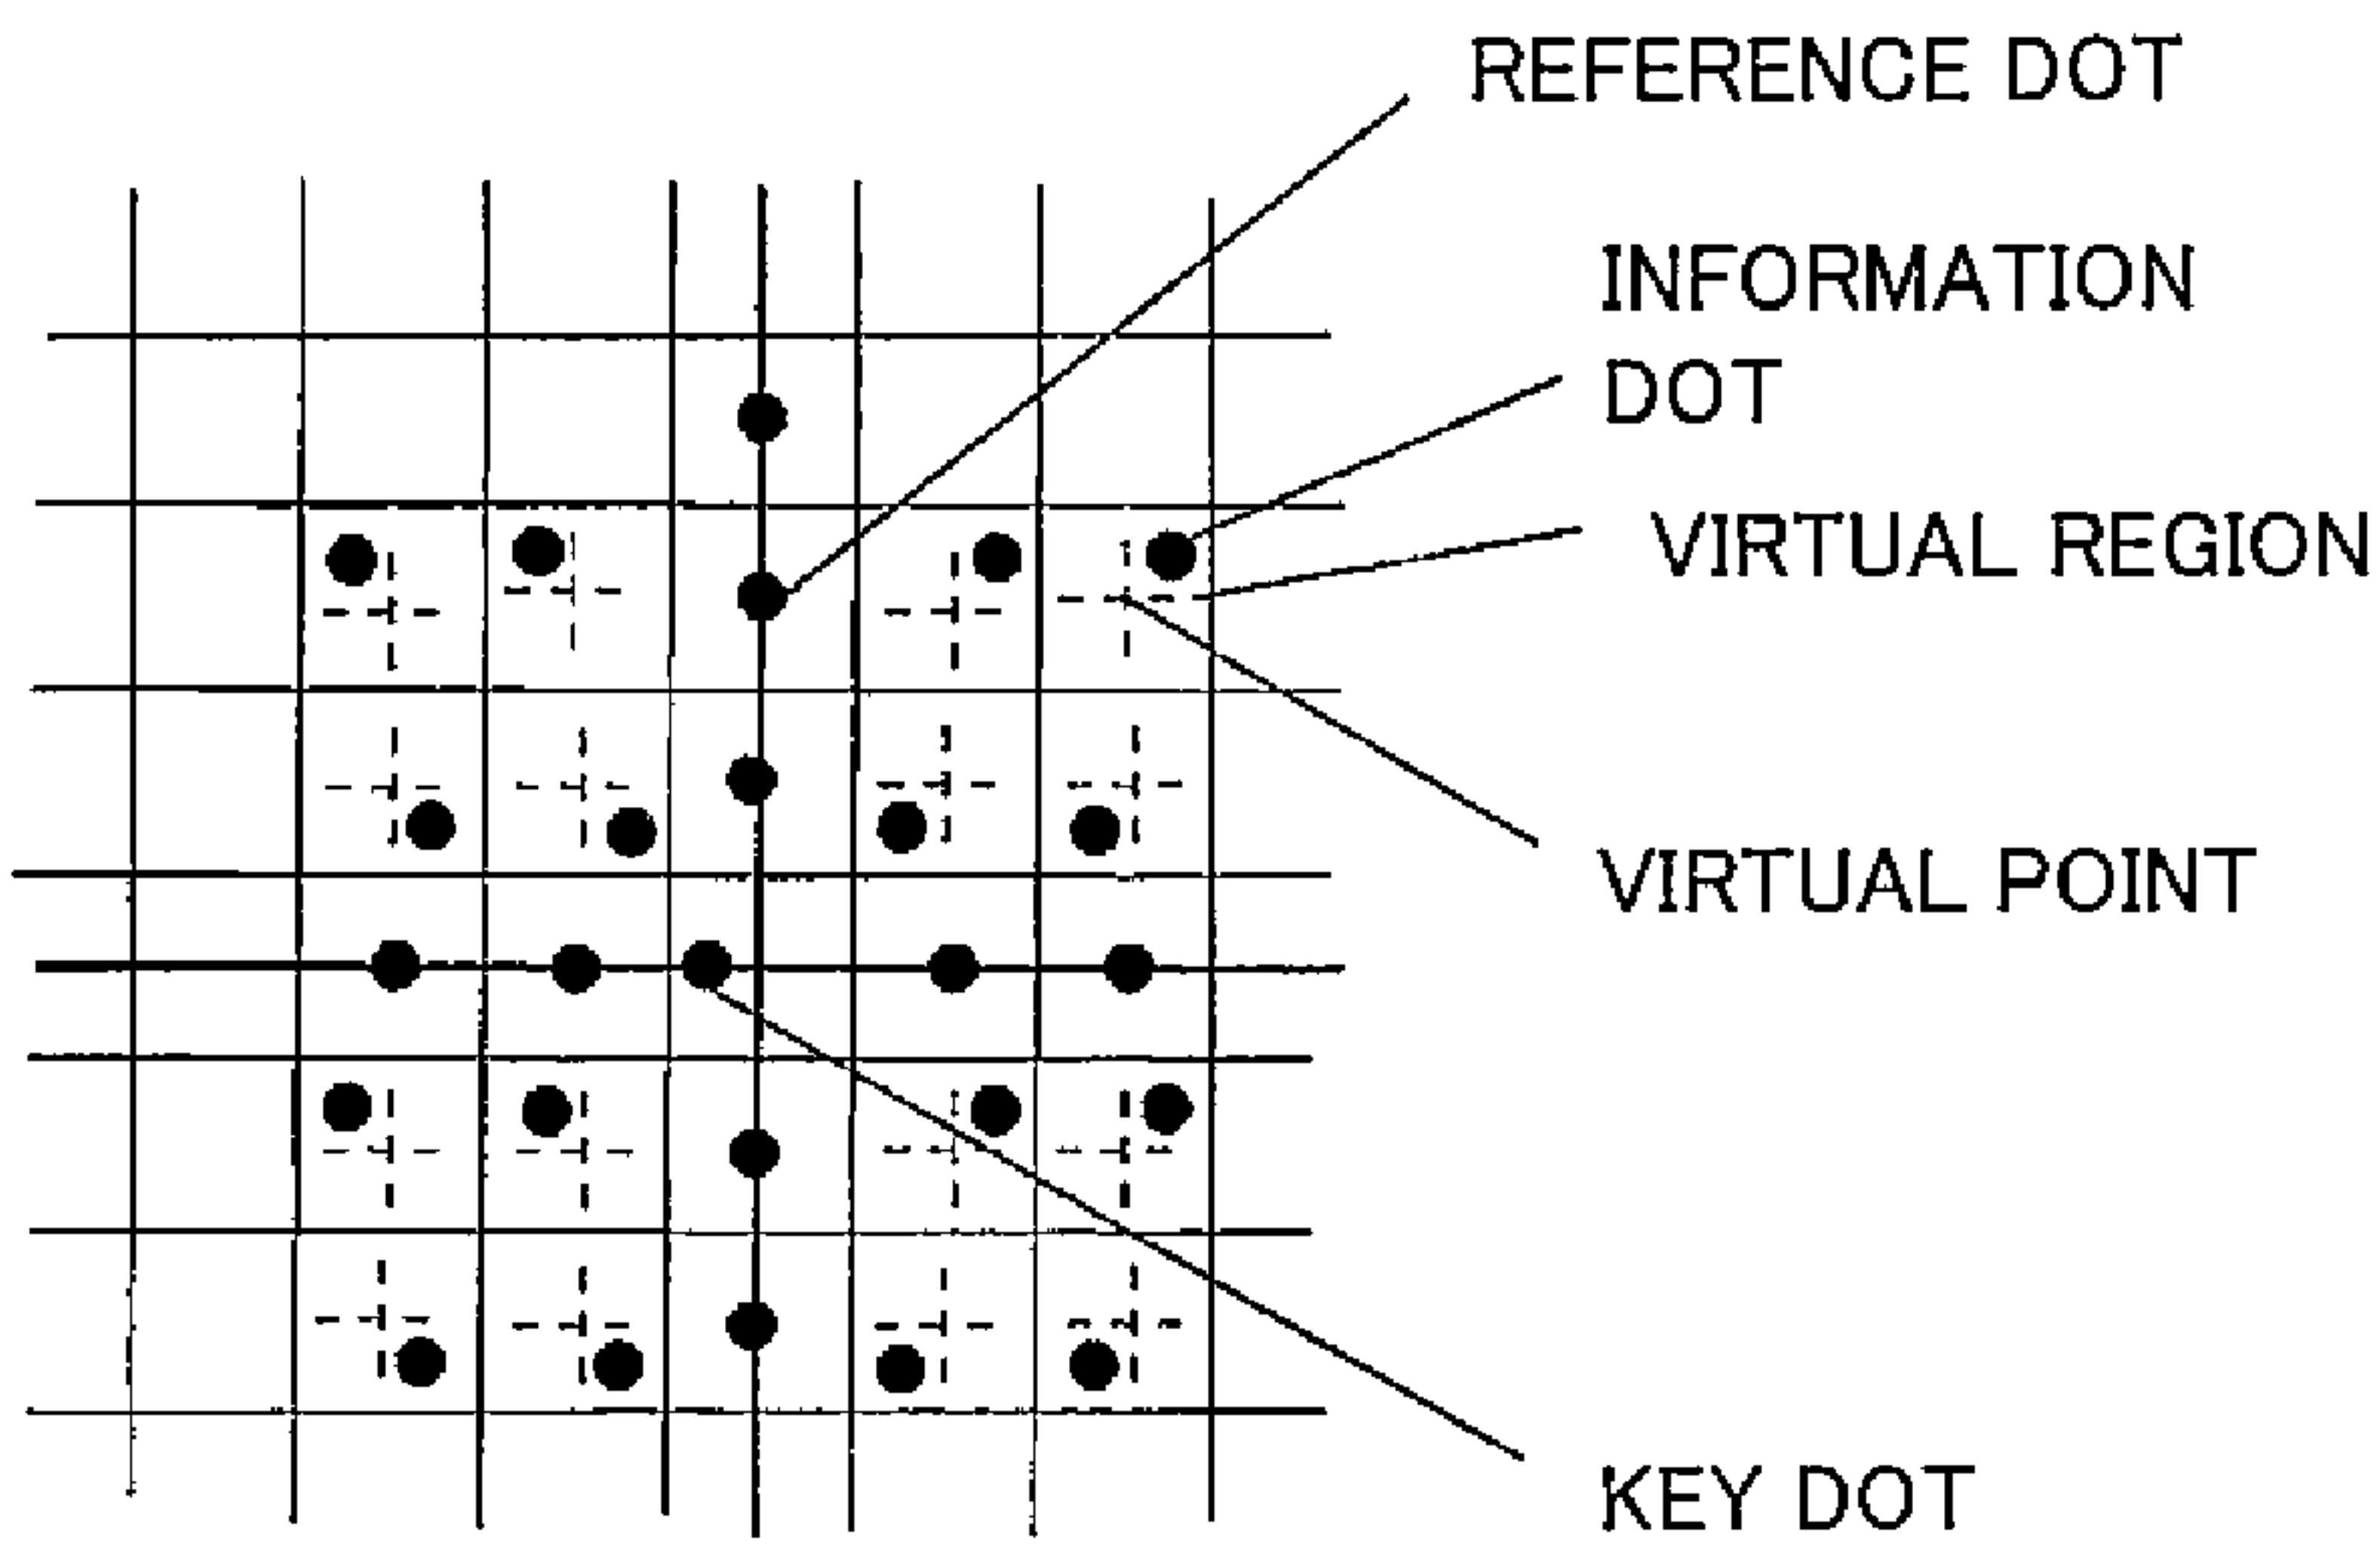 REFERENCE DOT
INFORMATION
DOT
VIRTUAL REGION
VIRTUAL POINT
KEY DOT